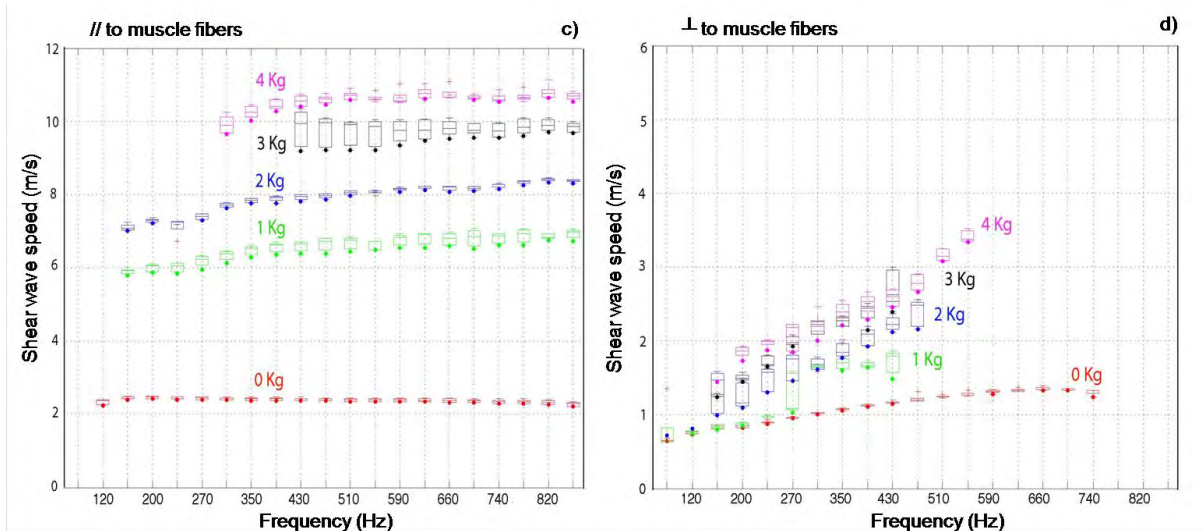 // to muscle fibers
c)
12
10
8
6
4
2
0
Shear wave speed (m/s)
4 Kg
3 Kg
2 Kg
1 Kg
0 Kg
120 200 270 350 430 510 590 660 740 820
Frequency (Hz)
⊥ to muscle fibers
d)
6
5
4
3
2
1
0
Shear wave speed (m/s)
4 Kg
3 Kg
2 Kg
1 Kg
0 Kg
120 200 270 350 430 510 590 660 740 820
Frequency (Hz)